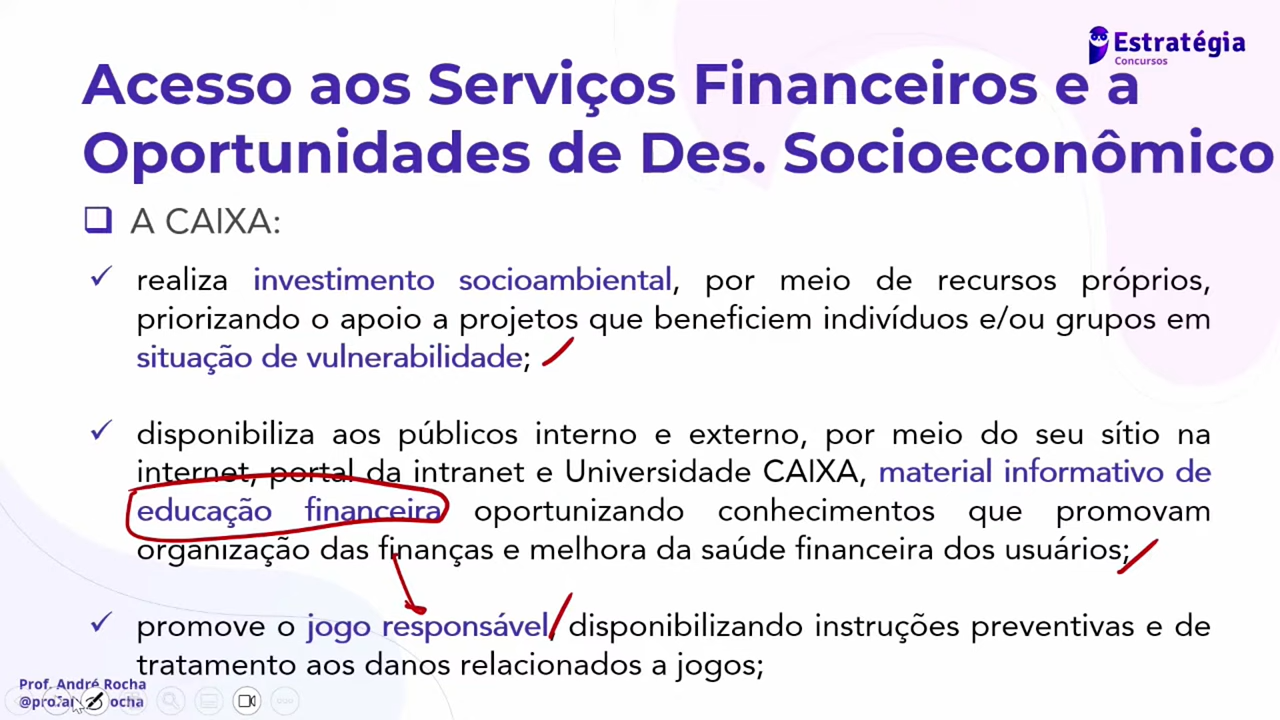 Estratégia
Concursos
Acesso aos Serviços Financeiros e a
Oportunidades de Des. Socioeconômico
A CAIXA:
realiza investimento socioambiental, por meio de recursos próprios,
priorizando o apoio a projetos que beneficiem indivíduos e/ou grupos em
situação de vulnerabilidade;
disponibiliza aos públicos interno e externo, por meio do seu sítio na
internet, portal da intranet e Universidade CAIXA, material informativo de
educação financeira oportunizando conhecimentos que promovam
organização das finanças e melhora da saúde financeira dos usuários;
promove o jogo responsável, disponibilizando instruções preventivas e de
tratamento aos danos relacionados a jogos;
Prof. André Rocha